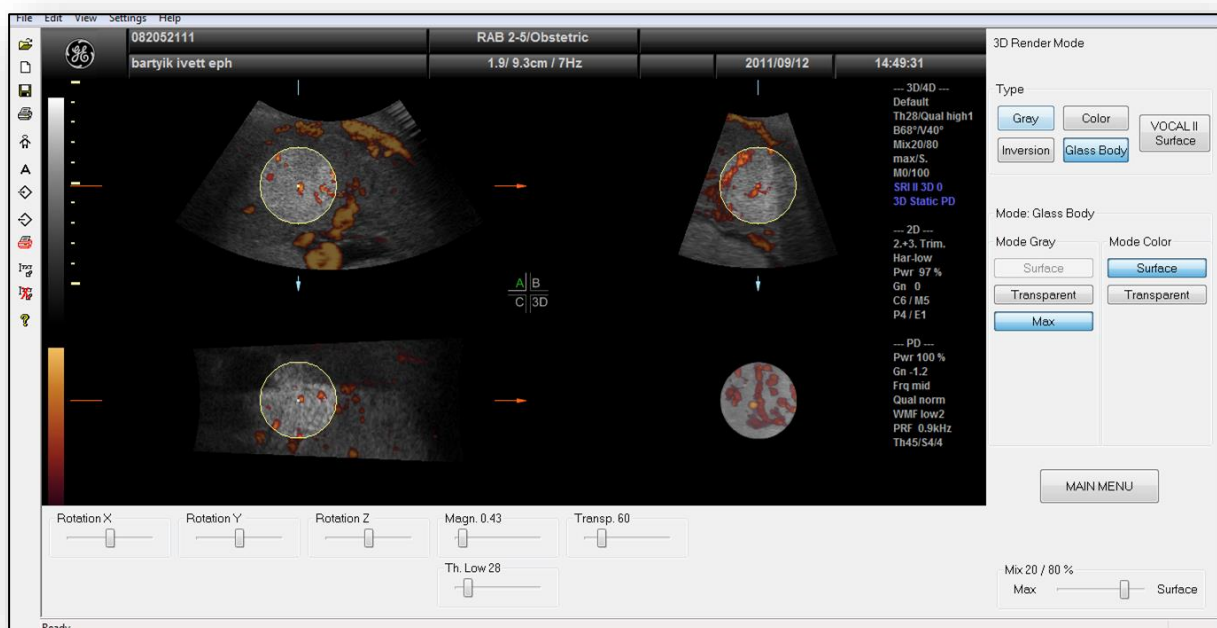 File Edit View Settings Help
082052111 RAB 2-5/Obstetric
bartyik ivett eph 1.9/ 9.3cm / 7Hz 2011/09/12 14:49:31
--- 3D/4D ---
Default
Th28/Qual high1
B68°/V40°
Mix20/80
max/S.
M0/100
SRI II 3D 0
3D Static PD
--- 2D ---
2.+3. Trim.
Har-low
Pwr 97 %
Gn 0
C6 / M5
P4 / E1
--- PD ---
Pwr 100 %
Gn -1.2
Frq mid
Qual norm
WMF low2
PRF 0.9kHz
Th45/S4/4
A B
C 3D
3D Render Mode
Type
Gray Color VOCAL II
Surface
Inversion Glass Body
Mode: Glass Body
Mode Gray Mode Color
Surface Surface
Transparent Transparent
Max
MAIN MENU
Rotation X Rotation Y Rotation Z Magn. 0.43 Transp. 60
Th. Low 28
Mix 20 / 80 %
Max Surface
Ready